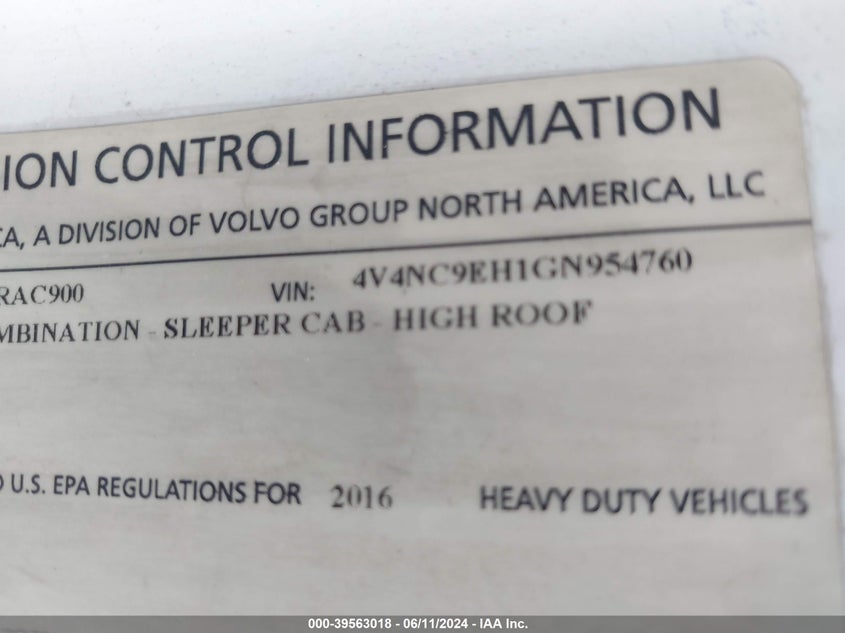 ION CONTROL INFORMATION
CA, A DIVISION OF VOLVO GROUP NORTH AMERICA, LLC
RAC900 VIN: 4V4NC9EH1GN954760
MBINATION - SLEEPER CAB - HIGH ROOF
O U.S. EPA REGULATIONS FOR 2016 HEAVY DUTY VEHICLES
000-39563018 - 06/11/2024 - IAA Inc.